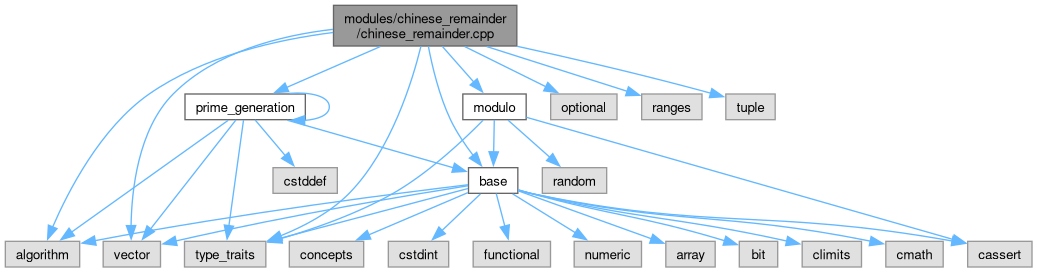 modules/chinese_remainder
/chinese_remainder.cpp
prime_generation
modulo
optional
ranges
tuple
cstddef
base
random
algorithm
vector
type_traits
concepts
cstdint
functional
numeric
array
bit
climits
cmath
cassert